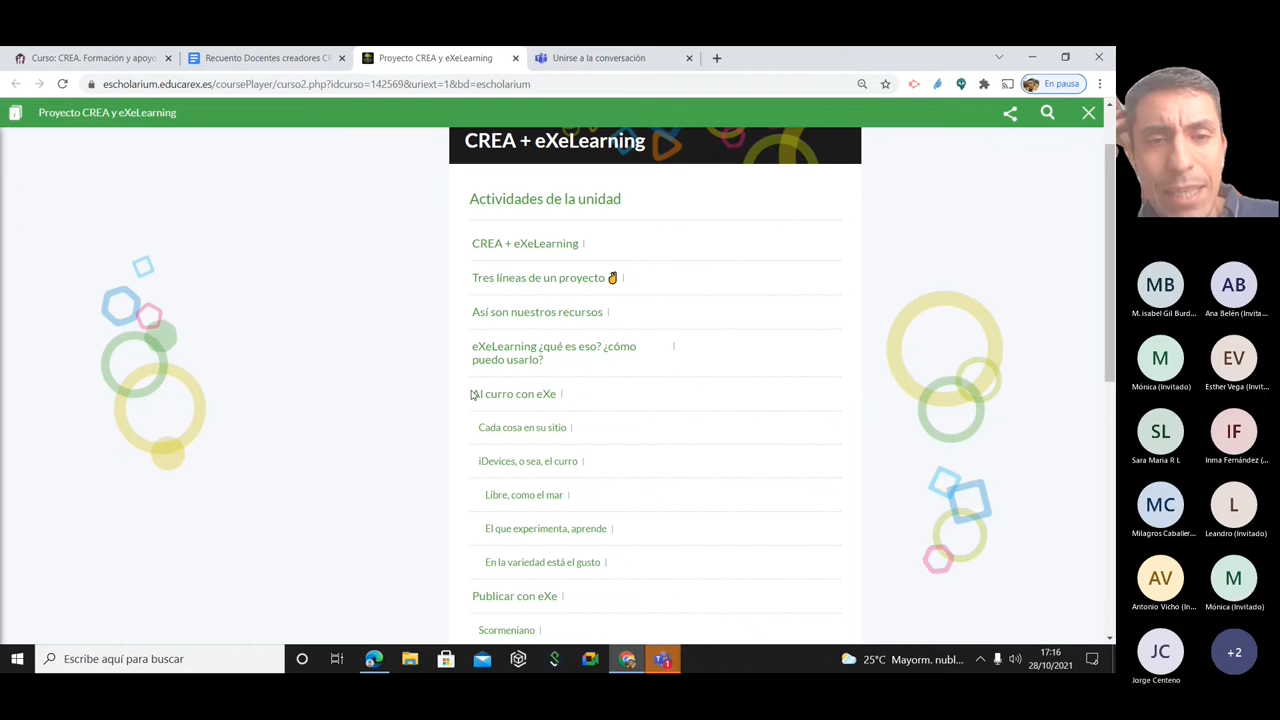 Curso: CREA. Formación y apoyo
Recuento Docentes creadores CR
Proyecto CREA y eXeLearning
Unirse a la conversación
escholarium.educarex.es/coursePlayer/curso2.php?idcurso=142569&uriext=1&bd=escholarium
En pausa
Proyecto CREA y eXeLearning
CREA + eXeLearning
Actividades de la unidad
CREA + eXeLearning
Tres líneas de un proyecto
Así son nuestros recursos
eXeLearning ¿qué es eso? ¿cómo
puedo usarlo?
Al curro con eXe
Cada cosa en su sitio
iDevices, o sea, el curro
Libre, como el mar
El que experimenta, aprende
En la variedad está el gusto
Publicar con eXe
Scormeniano
MB
M. isabel Gil Burd...
AB
Ana Belén (Invita...
M
Mónica (Invitado)
EV
Esther Vega (Invit...
SL
Sara Maria R L
IF
Inma Fernández (...
MC
Milagros Caballer...
L
Leandro (Invitado)
AV
Antonio Vicho (In...
M
Mónica (Invitado)
JC
Jorge Centeno
+2
Escribe aquí para buscar
1
25°C Mayorm. nubl...
17:16
28/10/2021